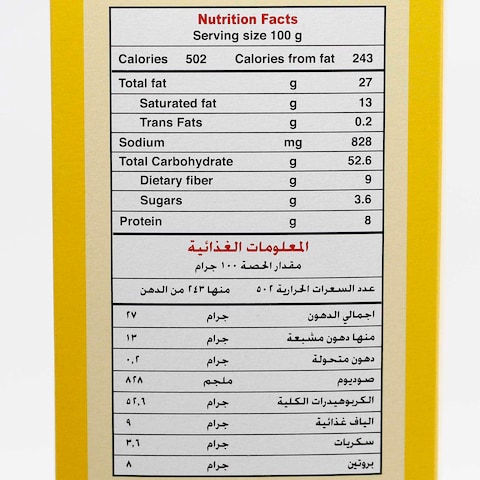 Nutrition Facts
Serving size 100 g
Calories 502 Calories from fat 243
Total fat g 27
Saturated fat g 13
Trans Fats g 0.2
Sodium mg 828
Total Carbohydrate g 52.6
Dietary fiber g 9
Sugars g 3.6
Protein g 8
المعلومات الغذائية
مقدار الحصة ١٠٠ جرام
عدد السعرات الحرارية ٥٠٢ منها ٢٤٣ من الدهن
اجمالي الدهون جرام ٢٧
منها دهون مشبعة جرام ١٣
دهون متحولة جرام ٠,٢
صوديوم ملجم ٨٢٨
الكربوهيدرات الكلية جرام ٥٢,٦
الياف غذائية جرام ٩
سكريات جرام ٣,٦
بروتين جرام ٨